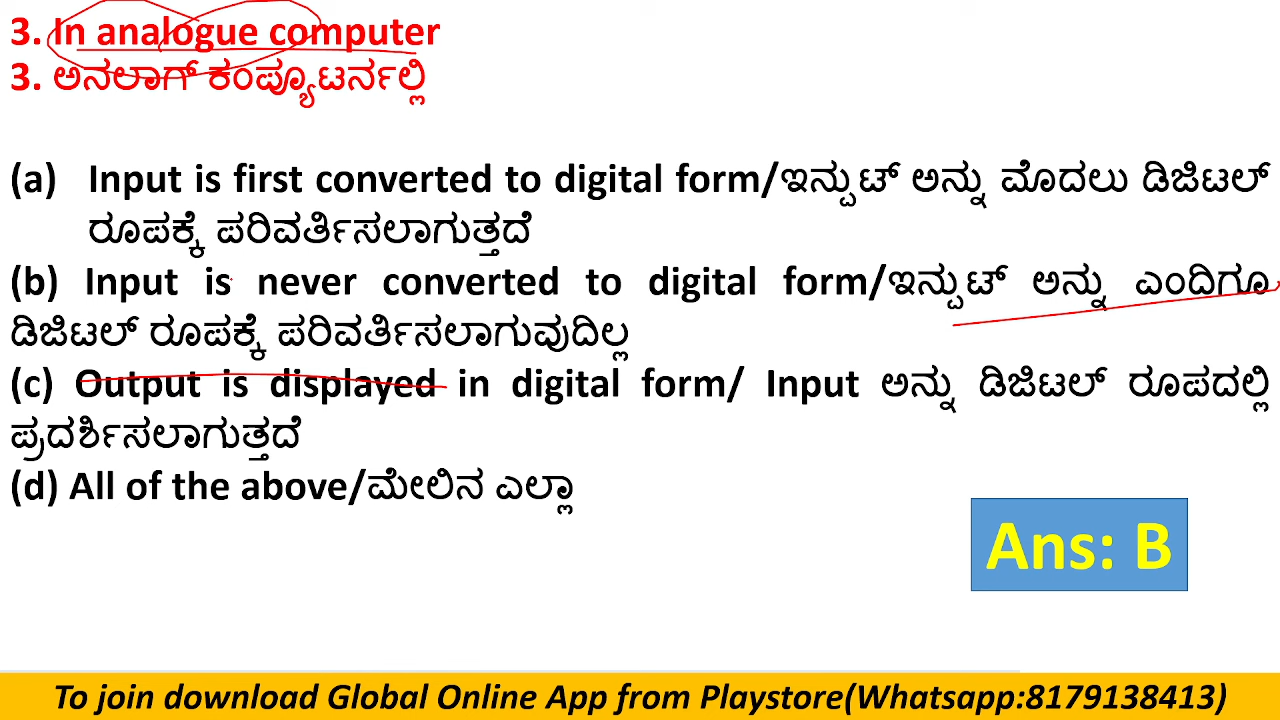 3. In analogue computer
3. ಅನಲಾಗ್ ಕಂಪ್ಯೂಟರ್ನಲ್ಲಿ
(a) Input is first converted to digital form/ಇನ್ಪುಟ್ ಅನ್ನು ಮೊದಲು ಡಿಜಿಟಲ್
ರೂಪಕ್ಕೆ ಪರಿವರ್ತಿಸಲಾಗುತ್ತದೆ
(b) Input is never converted to digital form/ಇನ್ಪುಟ್ ಅನ್ನು ಎಂದಿಗೂ
ಡಿಜಿಟಲ್ ರೂಪಕ್ಕೆ ಪರಿವರ್ತಿಸಲಾಗುವುದಿಲ್ಲ
(c) Output is displayed in digital form/ Input ಅನ್ನು ಡಿಜಿಟಲ್ ರೂಪದಲ್ಲಿ
ಪ್ರದರ್ಶಿಸಲಾಗುತ್ತದೆ
(d) All of the above/ಮೇಲಿನ ಎಲ್ಲಾ
Ans: B
To join download Global Online App from Playstore(Whatsapp:8179138413)